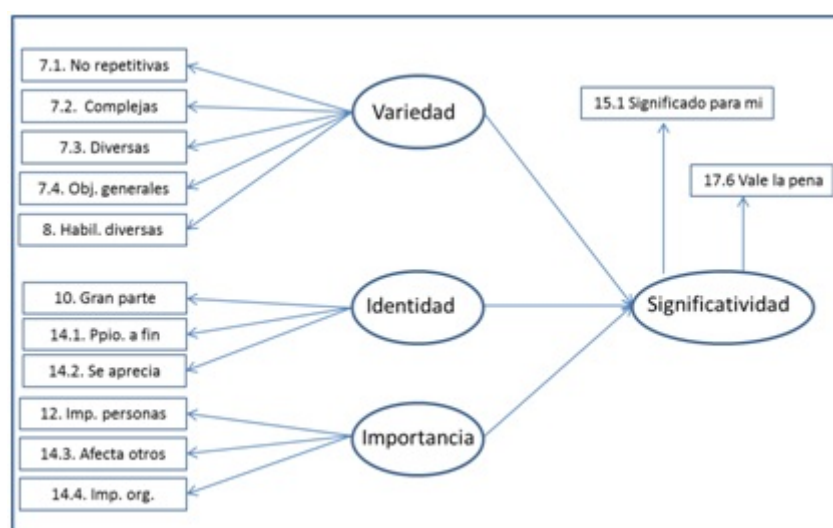 7.1. No repetitivas
7.2. Complejas
7.3. Diversas
7.4. Obj. generales
8. Habil. diversas
Variedad
15.1 Significado para mi
17.6 Vale la pena
10. Gran parte
14.1. Ppio. a fin
14.2. Se aprecia
Identidad
Significatividad
12. Imp. personas
14.3. Afecta otros
14.4. Imp. org.
Importancia